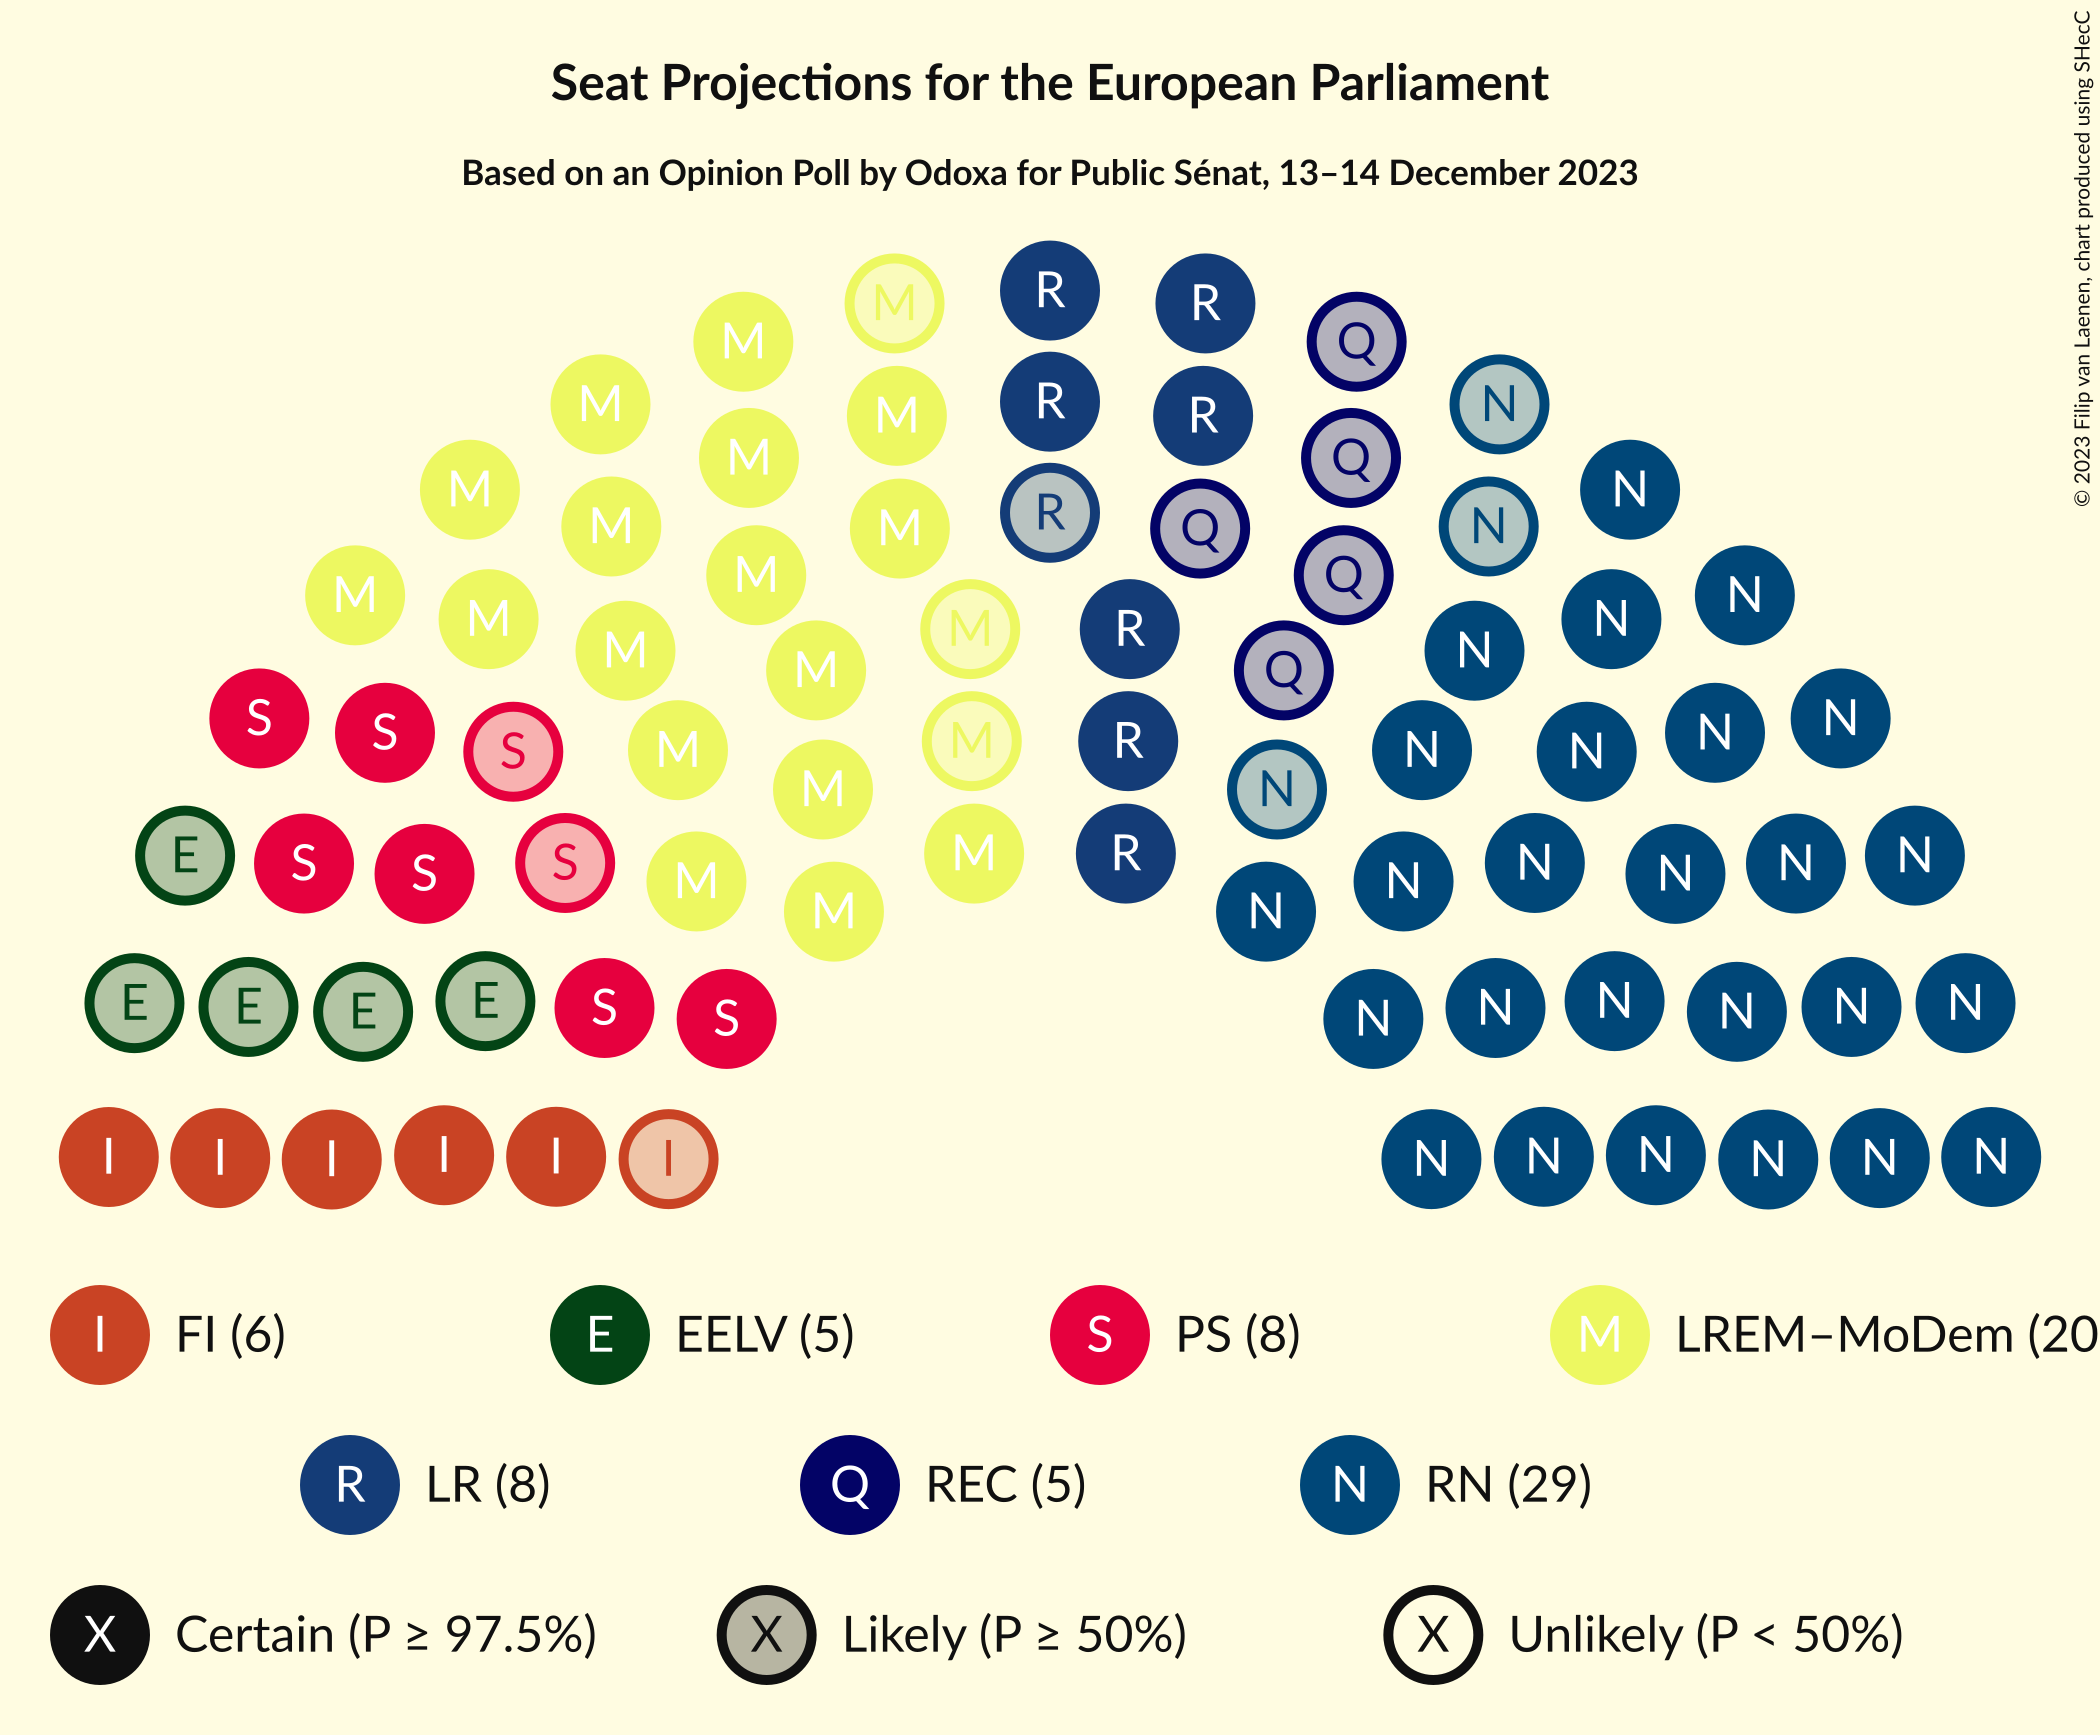 Seat Projections for the European Parliament
Based on an Opinion Poll by Odoxa for Public Sénat, 13–14 December 2023
© 2023 Filip van Laenen, chart produced using SHecC
M R R Q
M N
M M R R Q N
M M Q N
M M R Q N
M M M Q N N
M M M R N N
S S S M M R N N N N N
M N
E S S S M M M R N N N N N N
M N
E E E E S S N N N N N N
I I I I I I N N N N N N
I FI (6) E EELV (5) S PS (8) M LREM–MoDem (20
R LR (8) Q REC (5) N RN (29)
X Certain (P ≥ 97.5%) X Likely (P ≥ 50%) X Unlikely (P < 50%)